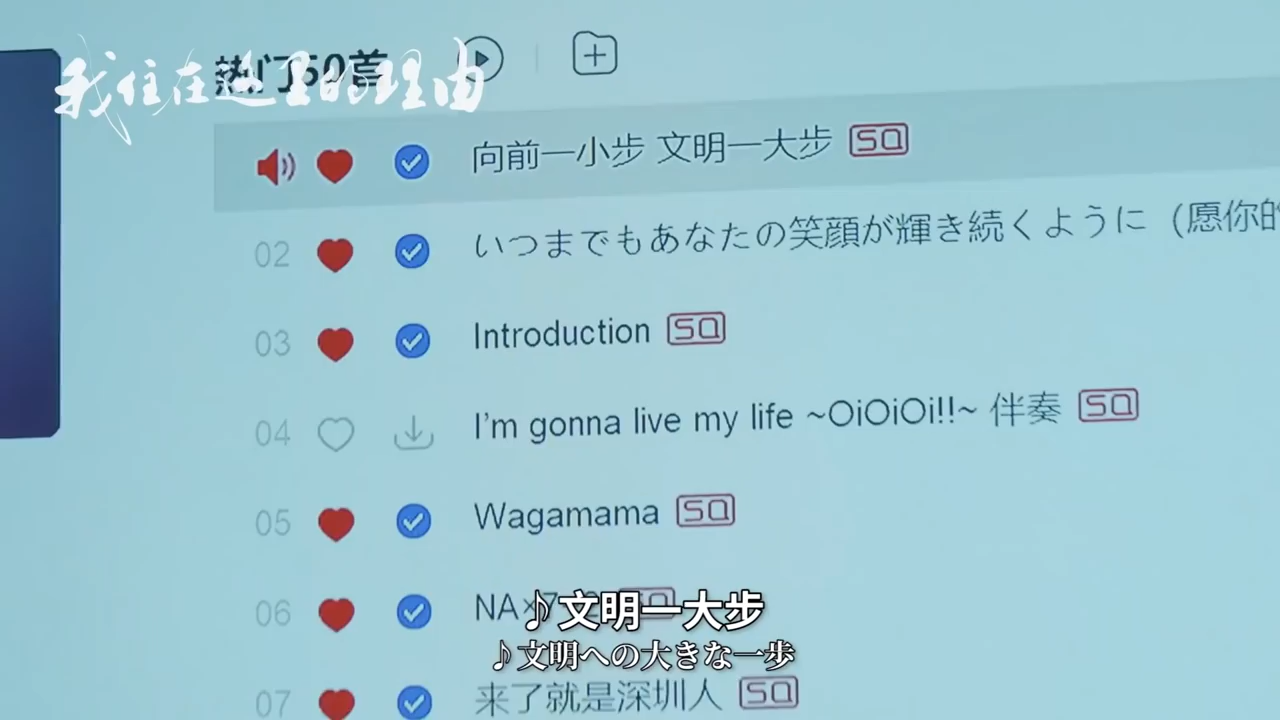 我住在这里的理由
热门50首
向前一小步 文明一大步 SQ
02 いつまでもあなたの笑顔が輝き続くように（愿你的
03 Introduction SQ
04 I'm gonna live my life ~OiOiOi!!~ 伴奏 SQ
05 Wagamama SQ
06 NA×7
♪文明一大步
♪文明への大きな一歩
07 来了就是深圳人 SQ